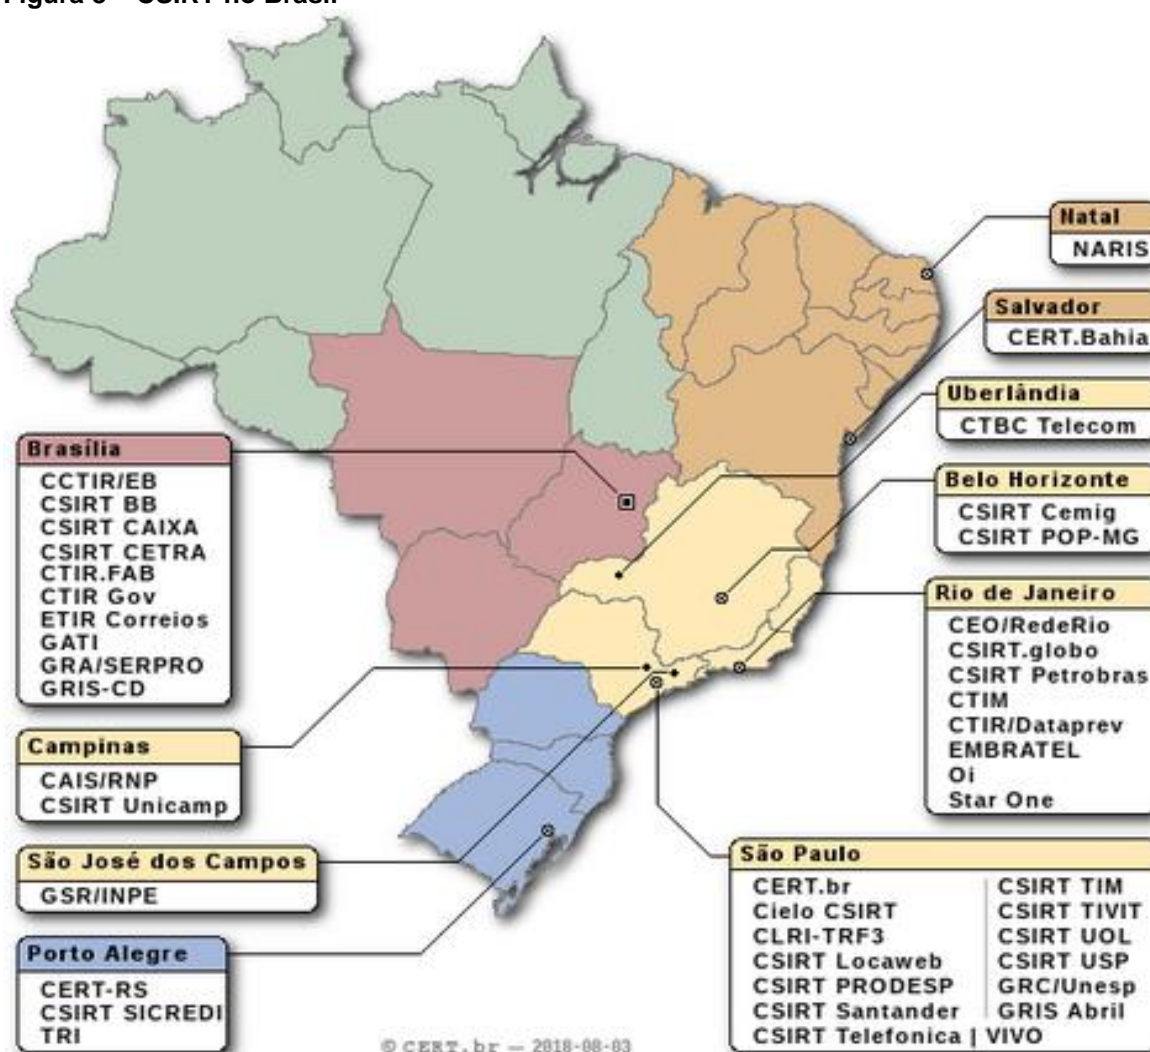 Natal
NARIS
Salvador
CERT.Bahia
Uberlândia
CTBC Telecom
Brasília
CCTIR/EB
CSIRT BB
CSIRT CAIXA
CSIRT CETRA
CTIR.FAB
CTIR Gov
ETIR Correios
GATI
GRA/SERPRO
GRIS-CD
Belo Horizonte
CSIRT Cemig
CSIRT POP-MG
Rio de Janeiro
CEO/RedeRio
CSIRT.globo
CSIRT Petrobras
CTIM
CTIR/Dataprev
EMBRATEL
Oi
Star One
Campinas
CAIS/RNP
CSIRT Unicamp
São José dos Campos
GSR/INPE
Porto Alegre
CERT-RS
CSIRT SICREDI
TRI
São Paulo
CERT.br
Cielo CSIRT
CLRI-TRF3
CSIRT Locaweb
CSIRT PRODESP
CSIRT Santander
CSIRT Telefonica | VIVO
CSIRT TIM
CSIRT TIVIT
CSIRT UOL
CSIRT USP
GRC/Unesp
GRIS Abril
© CERT.br — 2018-08-03